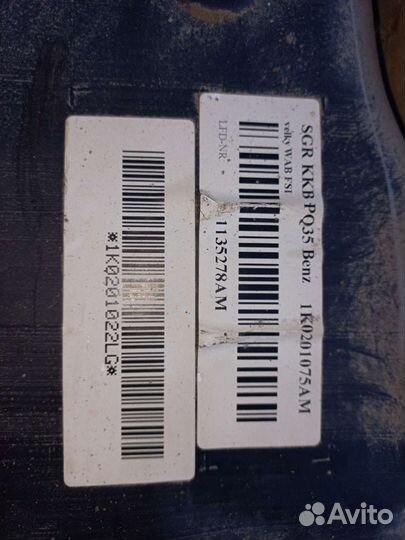 SGR KKB PQ35 Benz 1K0201075AM
velky WAB FSI
LFD-NR
1135278AM
*1K0201022LG*
Avito